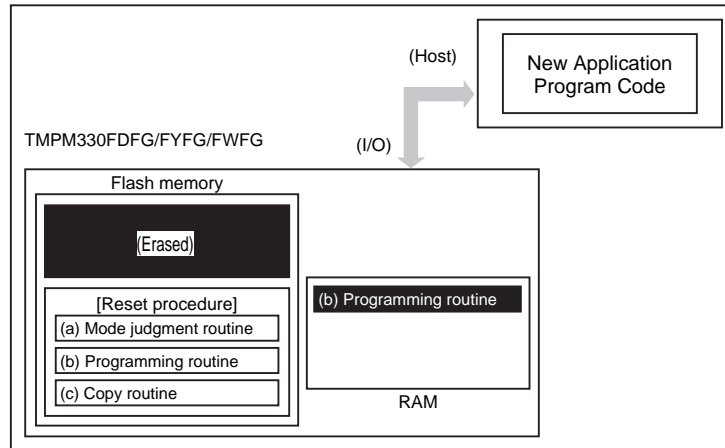 (Host)
New Application
Program Code
TMPM330FDFG/FYFG/FWFG
(I/O)
Flash memory
(Erased)
[Reset procedure]
(a) Mode judgment routine
(b) Programming routine
(c) Copy routine
(b) Programming routine
RAM